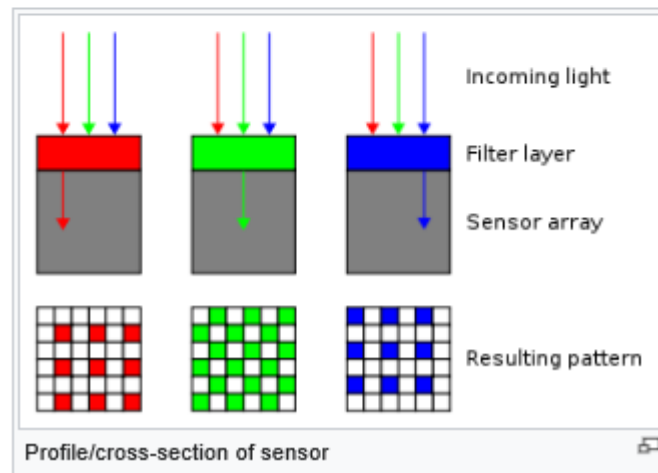 Incoming light
Filter layer
Sensor array
Resulting pattern
Profile/cross-section of sensor